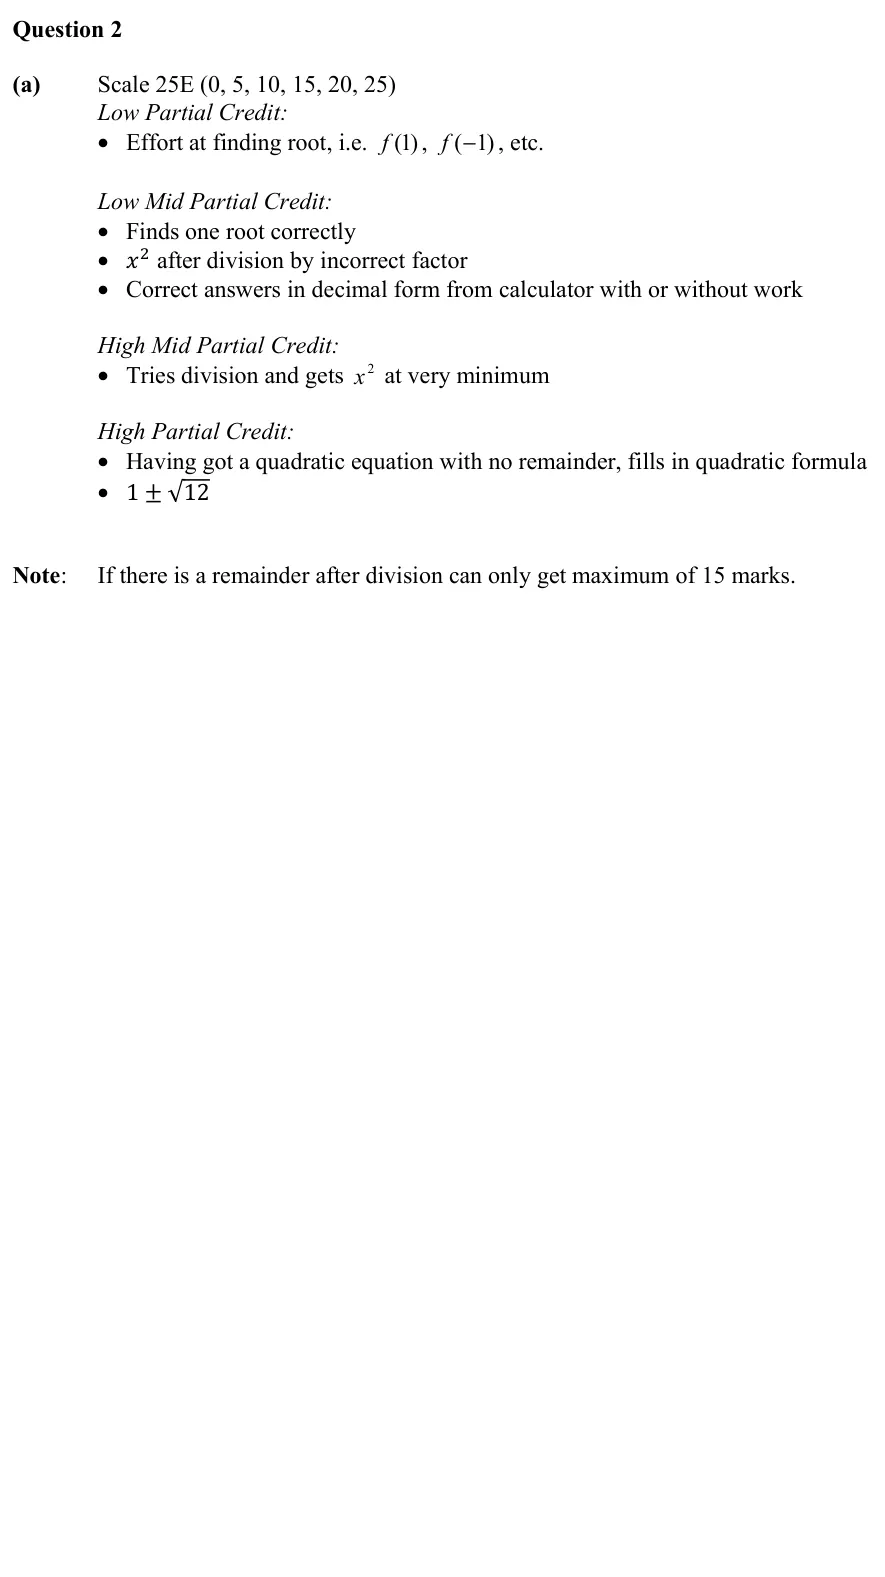 Question 2
(a) Scale 25E (0, 5, 10, 15, 20, 25)
Low Partial Credit:
• Effort at finding root, i.e. f(1), f(−1), etc.
Low Mid Partial Credit:
• Finds one root correctly
• x² after division by incorrect factor
• Correct answers in decimal form from calculator with or without work
High Mid Partial Credit:
• Tries division and gets x² at very minimum
High Partial Credit:
• Having got a quadratic equation with no remainder, fills in quadratic formula
• 1 ± √12
Note: If there is a remainder after division can only get maximum of 15 marks.